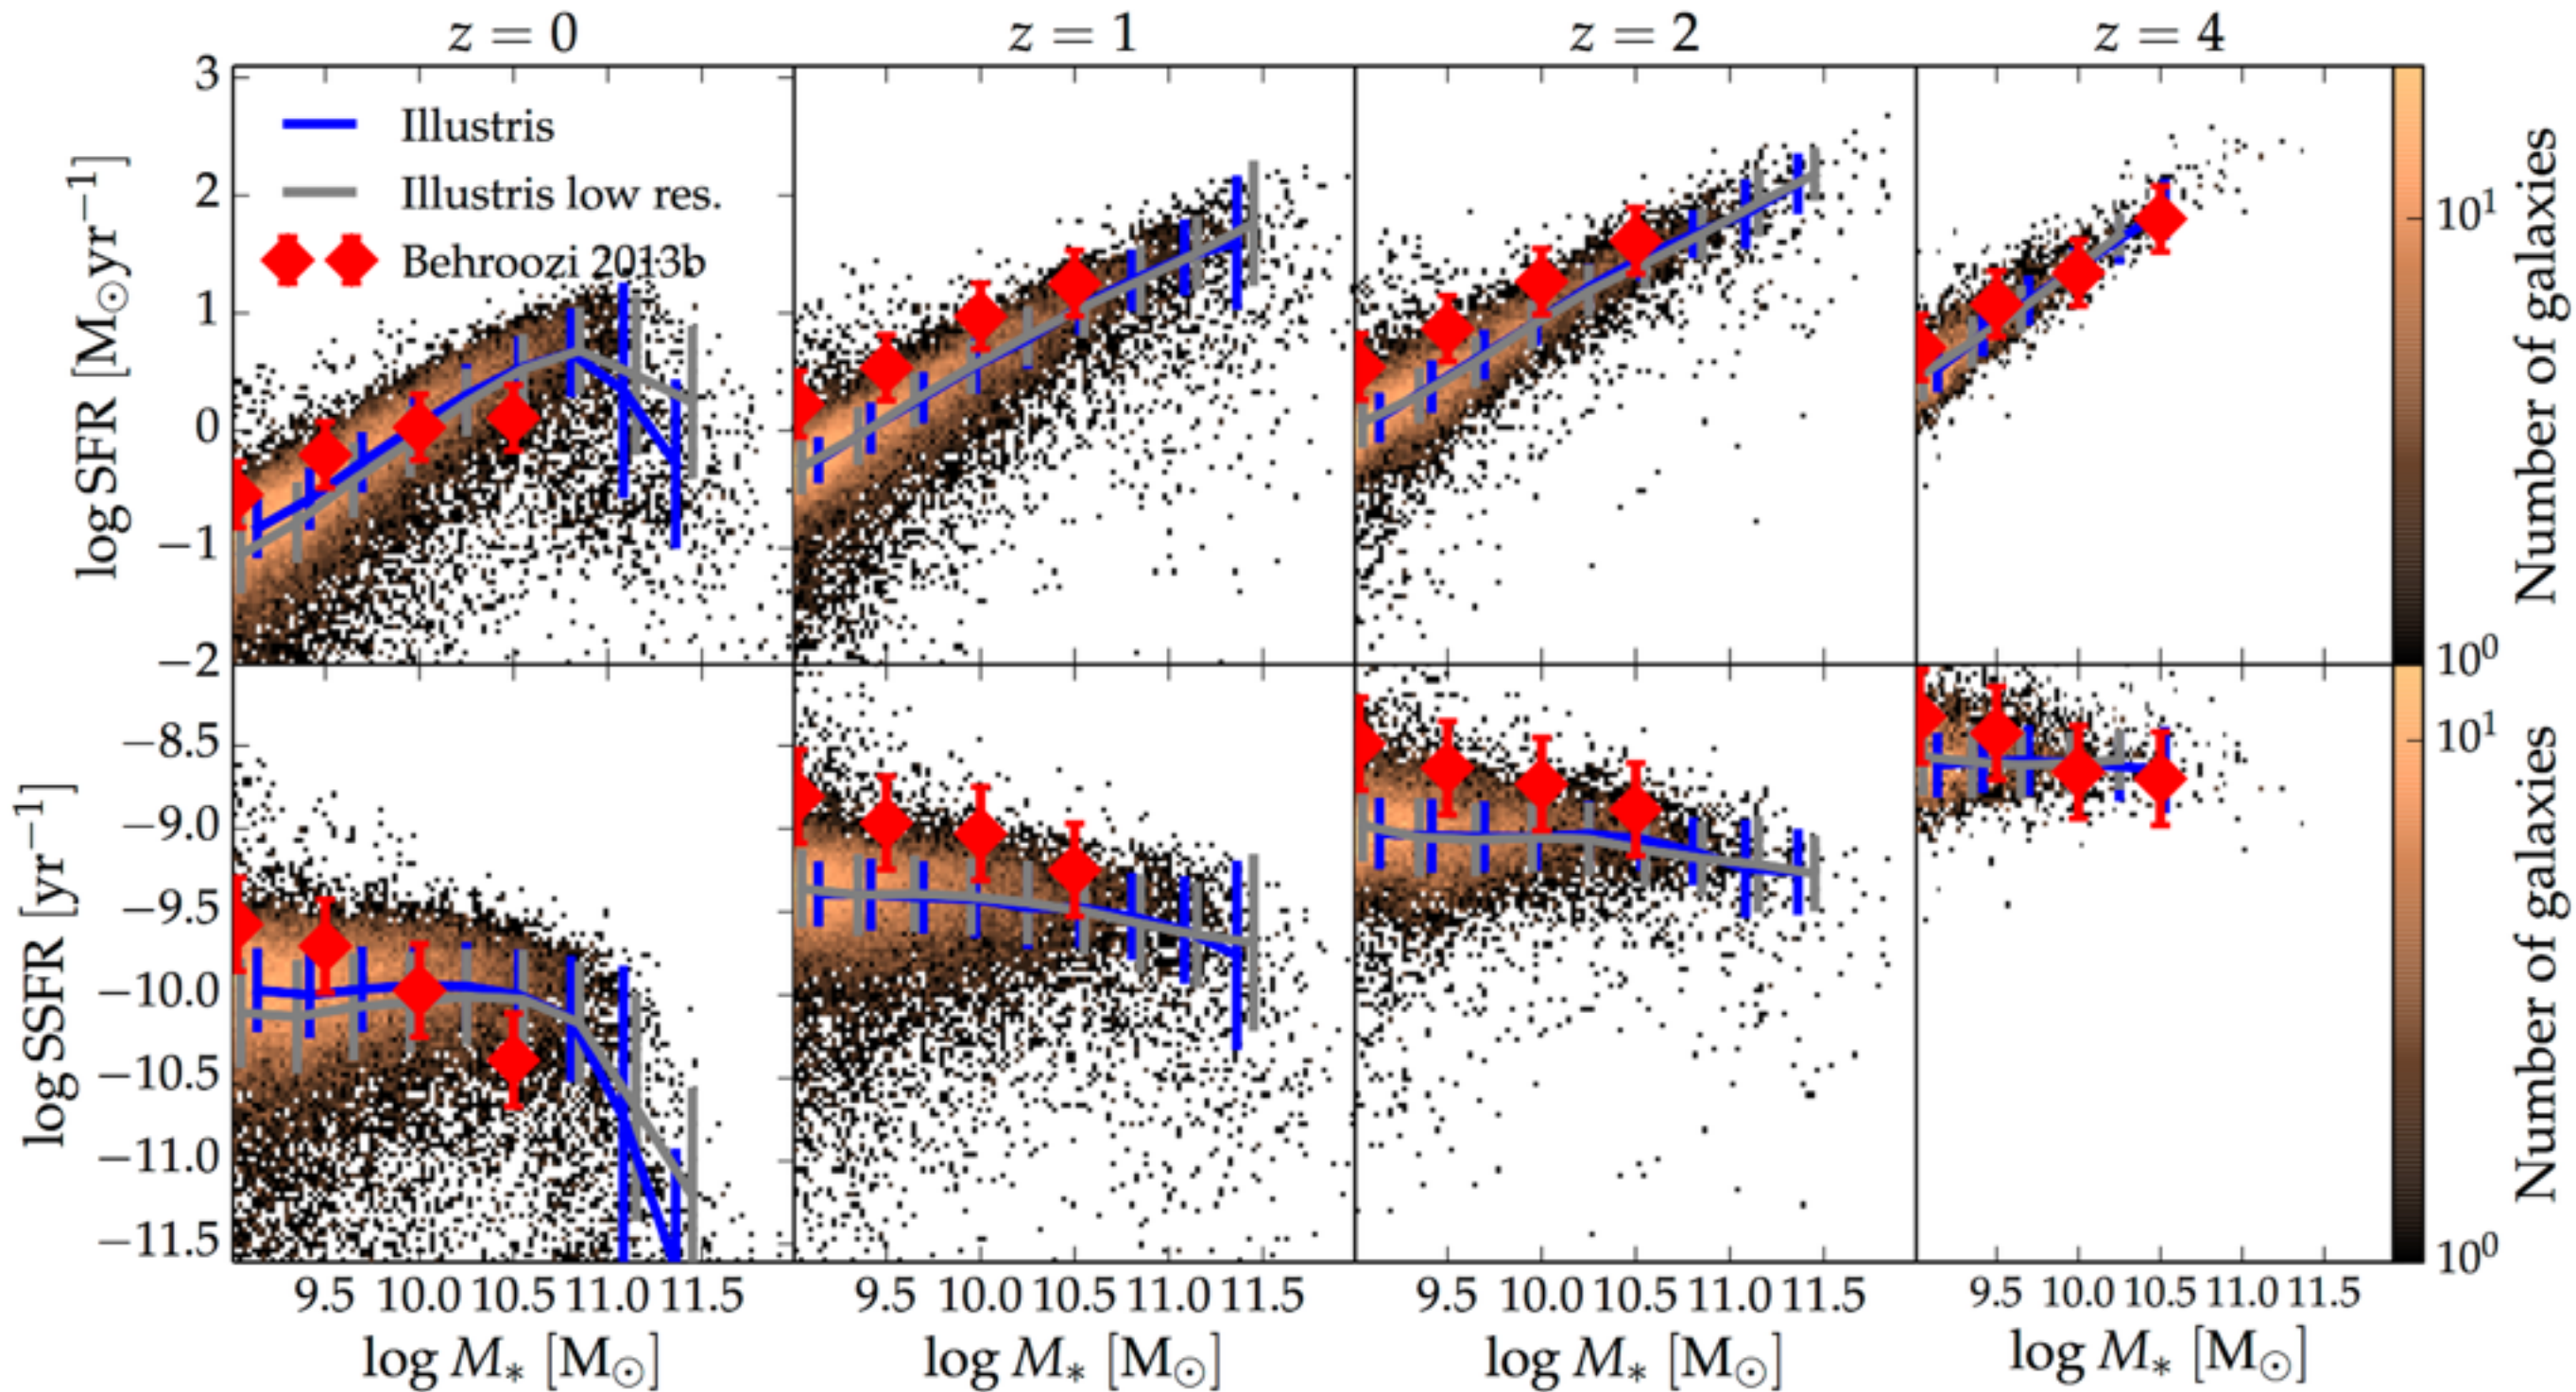 z = 0
z = 1
z = 2
z = 4
3
2
1
0
−1
−2
log SFR [M⊙yr⁻¹]
Illustris
Illustris low res.
Behroozi 2013b
10¹
10⁰
Number of galaxies
−8.5
−9.0
−9.5
−10.0
−10.5
−11.0
−11.5
log SSFR [yr⁻¹]
10¹
10⁰
Number of galaxies
9.5 10.0 10.5 11.0 11.5
9.5 10.0 10.5 11.0 11.5
9.5 10.0 10.5 11.0 11.5
9.5 10.0 10.5 11.0 11.5
log M* [M⊙]
log M* [M⊙]
log M* [M⊙]
log M* [M⊙]